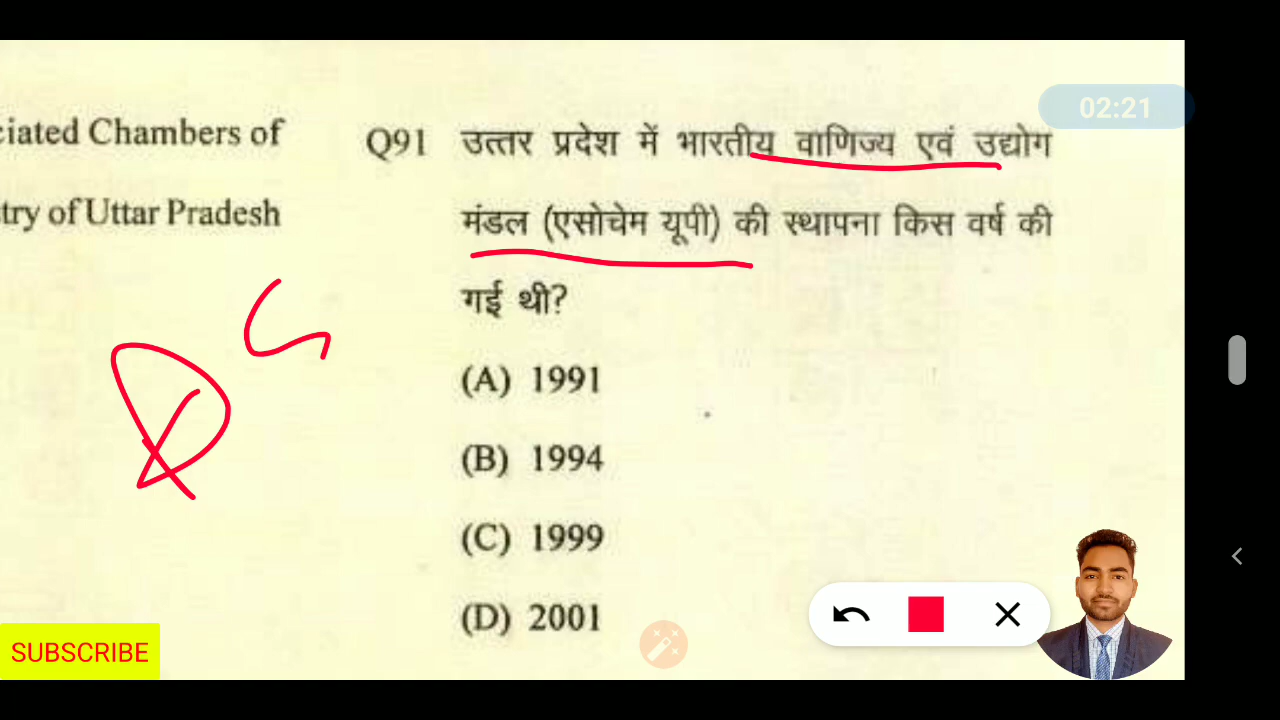 02:21
ciated Chambers of
try of Uttar Pradesh
Q91 उत्तर प्रदेश में भारतीय वाणिज्य एवं उद्योग
मंडल (एसोचेम यूपी) की स्थापना किस वर्ष की
गई थी?
(A) 1991
(B) 1994
(C) 1999
(D) 2001
SUBSCRIBE